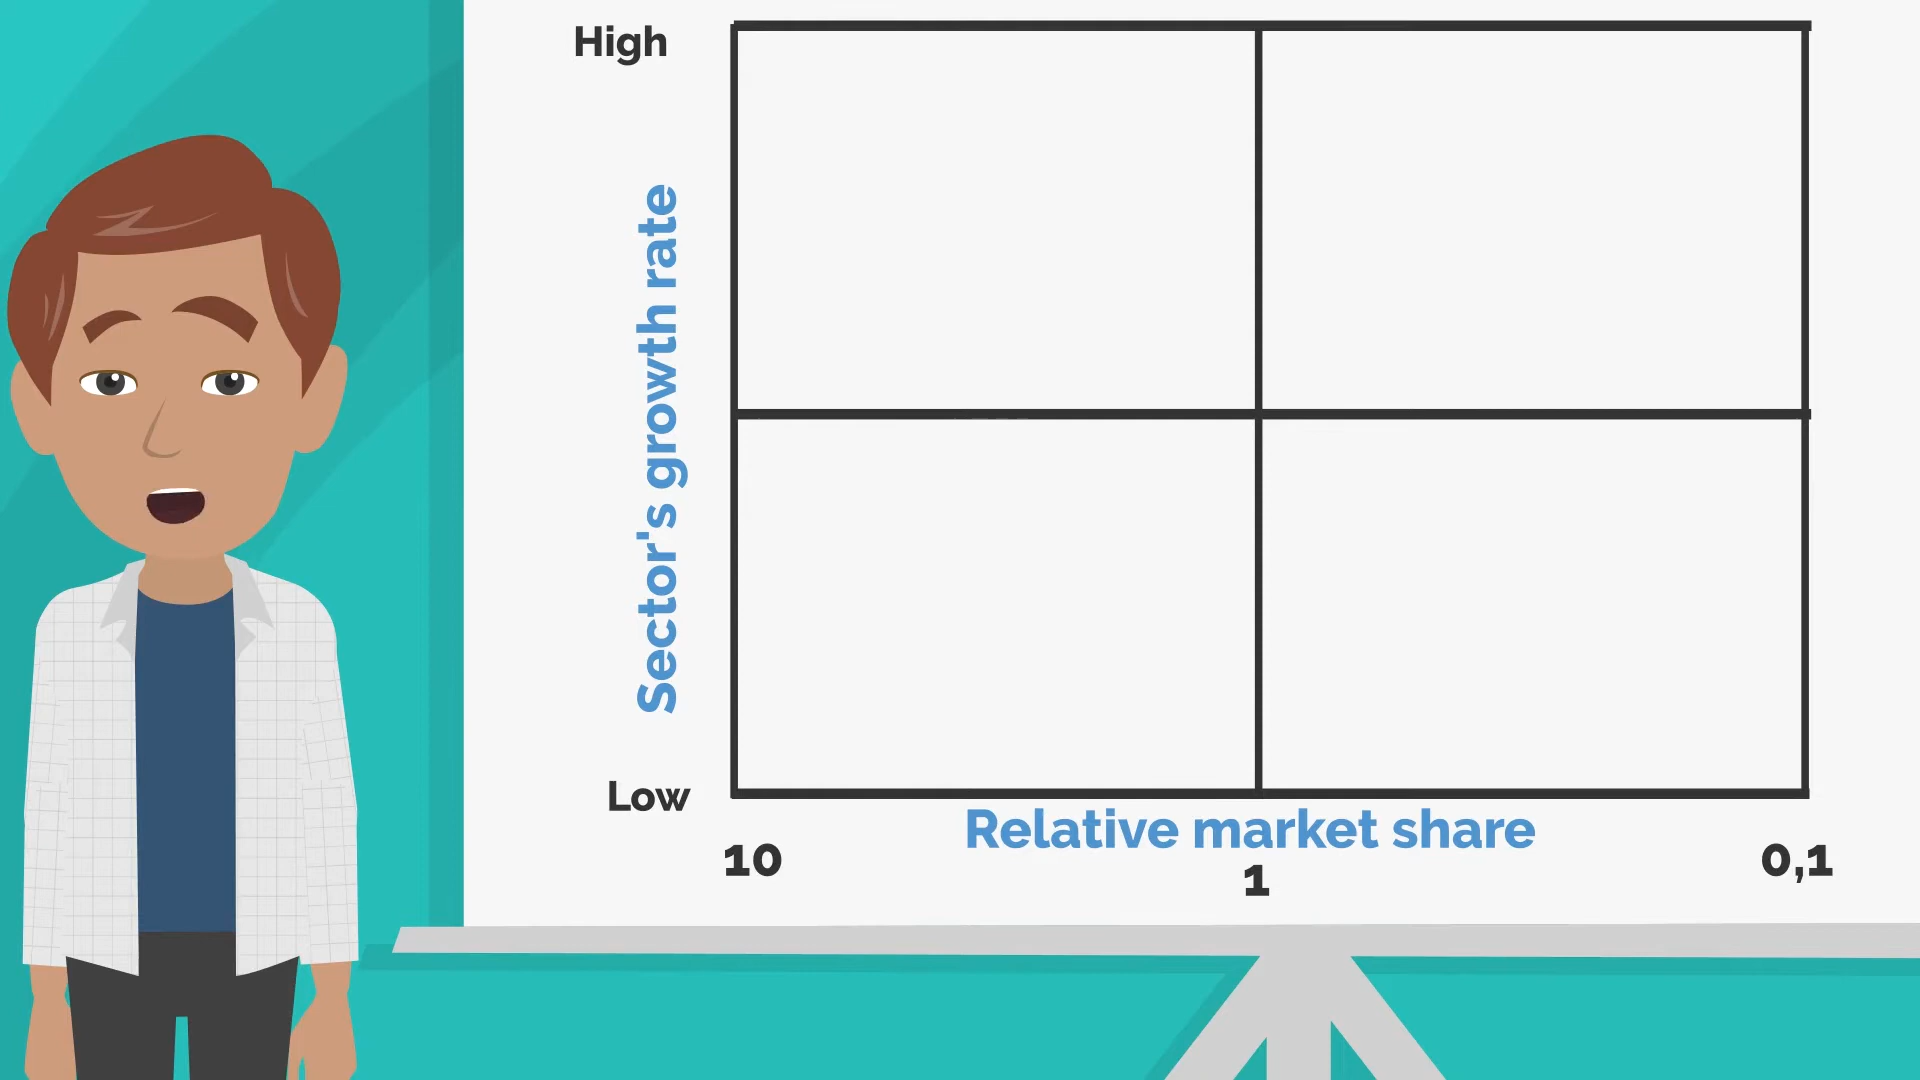 High
Sector's growth rate
Low
Relative market share
10
1
0,1